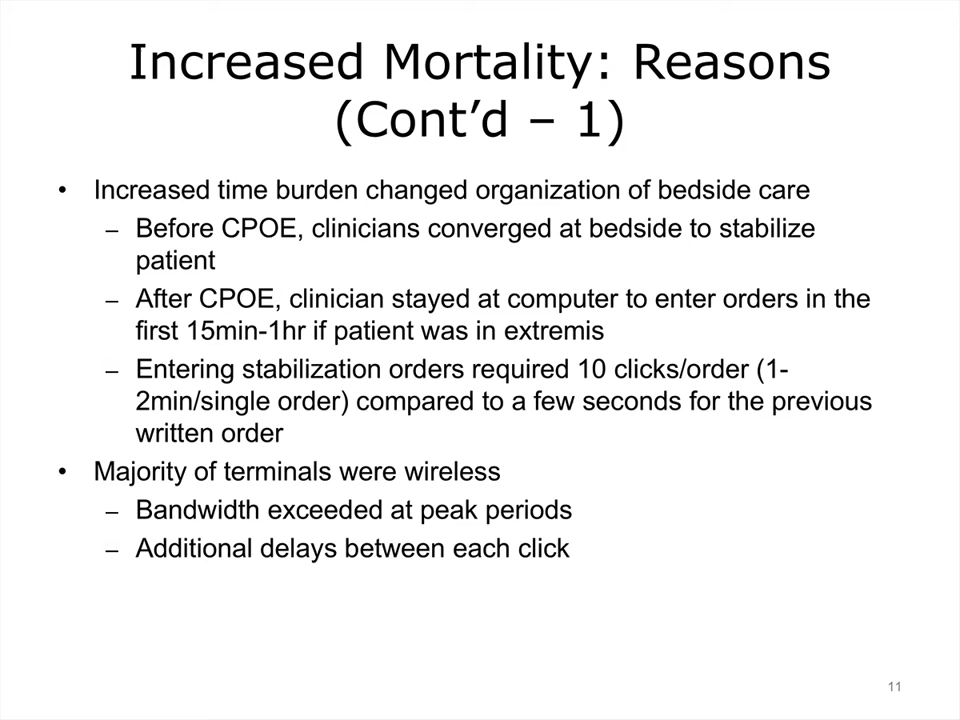 Increased Mortality: Reasons
(Cont’d – 1)
• Increased time burden changed organization of bedside care
– Before CPOE, clinicians converged at bedside to stabilize
patient
– After CPOE, clinician stayed at computer to enter orders in the
first 15min-1hr if patient was in extremis
– Entering stabilization orders required 10 clicks/order (1-
2min/single order) compared to a few seconds for the previous
written order
• Majority of terminals were wireless
– Bandwidth exceeded at peak periods
– Additional delays between each click
11